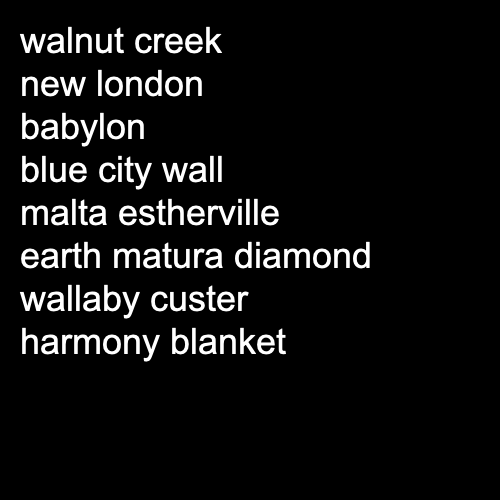 walnut creek
new london
babylon
blue city wall
malta estherville
earth matura diamond
wallaby custer
harmony blanket